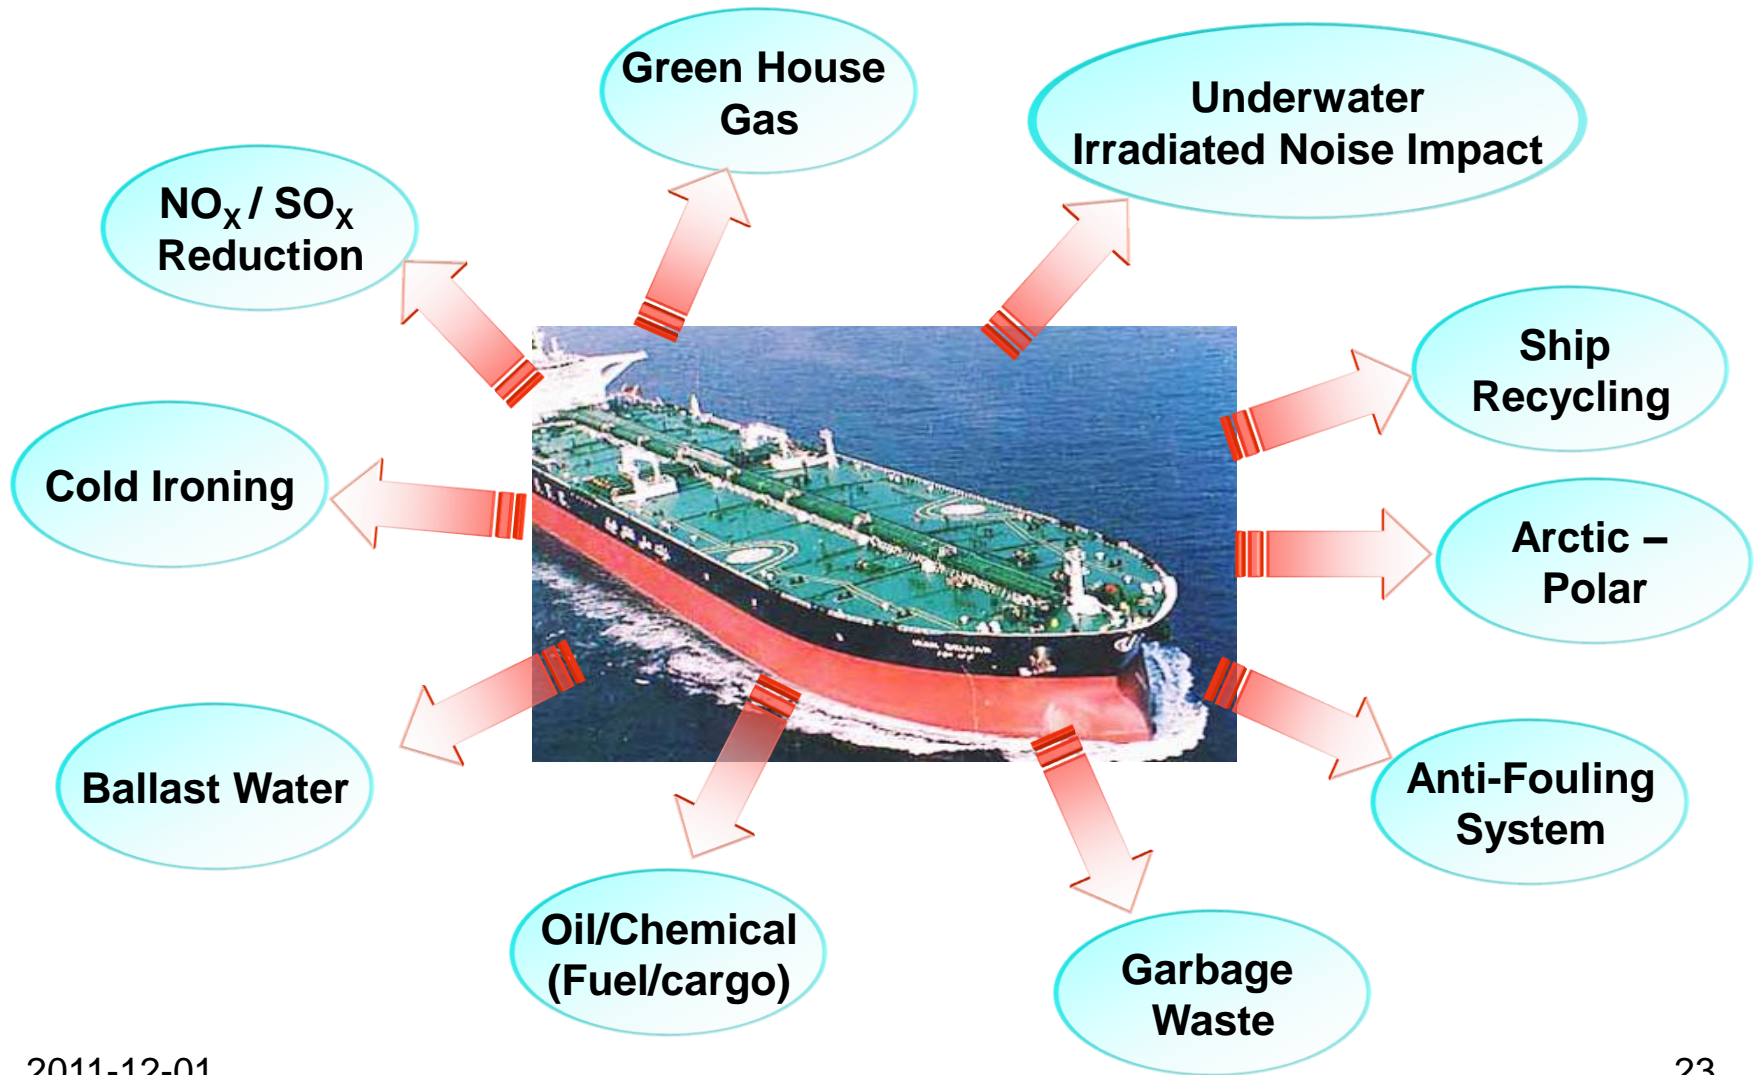 Green House
Gas
Underwater
Irradiated Noise Impact
NOX / SOX
Reduction
Ship
Recycling
Cold Ironing
Arctic –
Polar
Ballast Water
Anti-Fouling
System
Oil/Chemical
(Fuel/cargo)
Garbage
Waste
2011-12-01
23